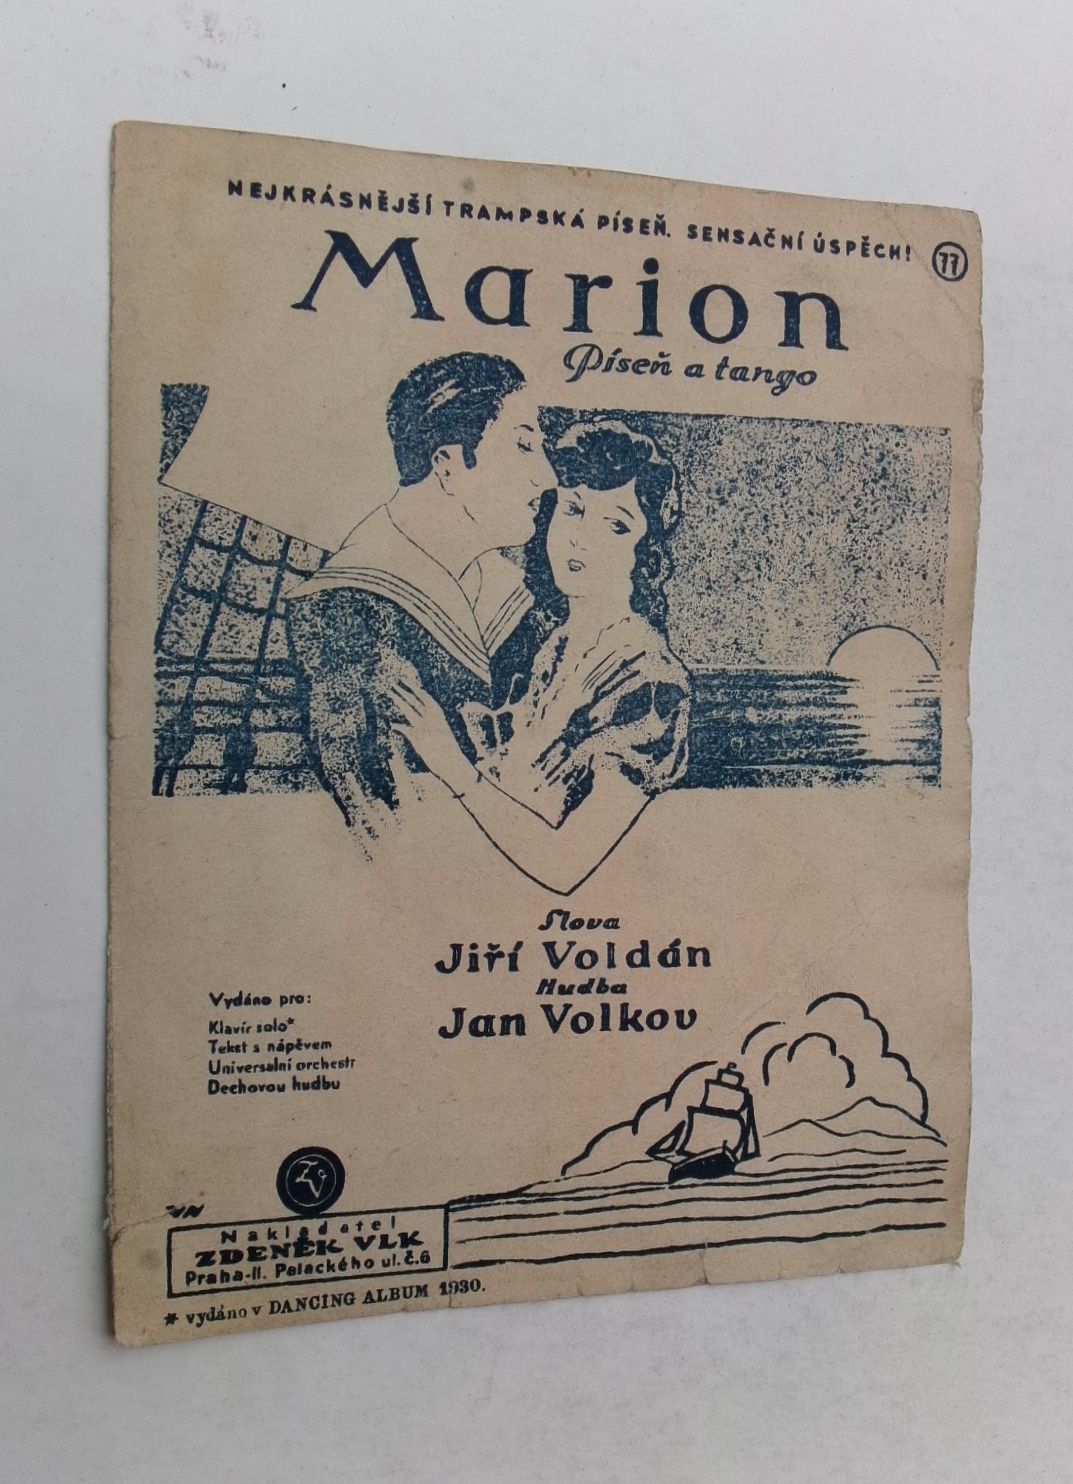 NEJKRÁSNĚJŠÍ TRAMPSKÁ PÍSEŇ. SENSAČNÍ ÚSPĚCH!
77
Marion
Píseň a tango
Slova
Jiří Voldán
Hudba
Jan Volkov
Vydáno pro:
Klavír solo*
Tekst s nápěvem
Universalní orchestr
Dechovou hudbu
ZV
Nakladatel
ZDENĚK VLK
Praha-II. Palackého ul. č.6
* vydáno v DANCING ALBUM 1930.